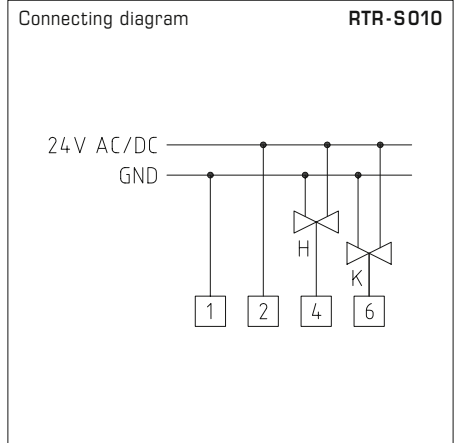 Connecting diagram RTR-S010
24V AC/DC
GND
H
K
1 2 4 6